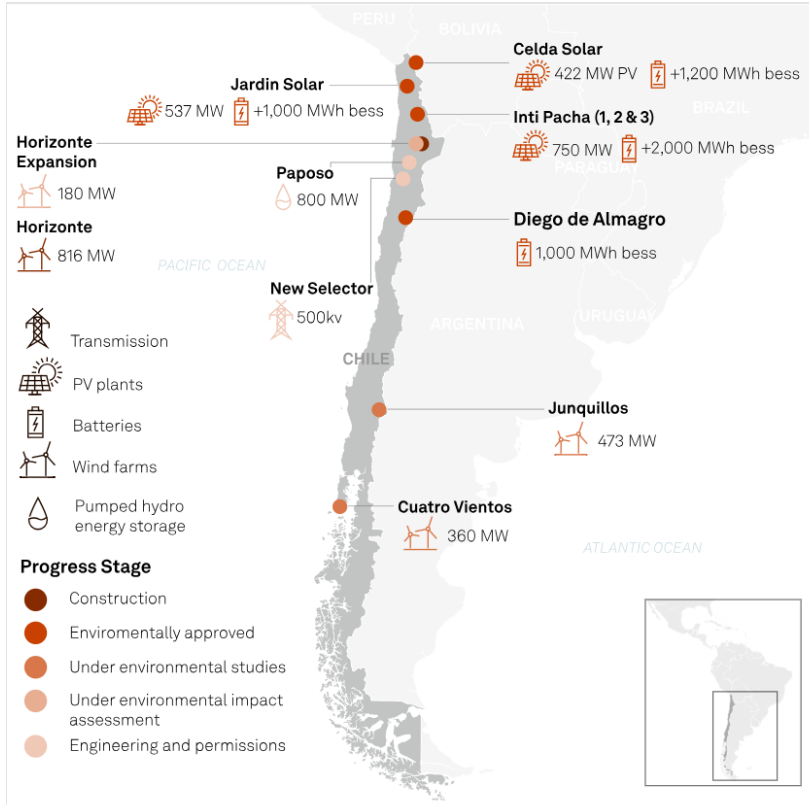 PERU
BOLIVIA
Celda Solar
422 MW PV
+1,200 MWh bess
Jardin Solar
537 MW
+1,000 MWh bess
BRAZIL
Inti Pacha (1, 2 & 3)
750 MW
+2,000 MWh bess
PARAGUAY
Horizonte
Expansion
180 MW
Paposo
800 MW
Horizonte
816 MW
Diego de Almagro
1,000 MWh bess
PACIFIC OCEAN
New Selector
500kv
ARGENTINA
URUGUAY
CHILE
Transmission
PV plants
Batteries
Wind farms
Pumped hydro
energy storage
Junquillos
473 MW
Cuatro Vientos
360 MW
ATLANTIC OCEAN
Progress Stage
Construction
Enviromentally approved
Under environmental studies
Under environmental impact
assessment
Engineering and permissions